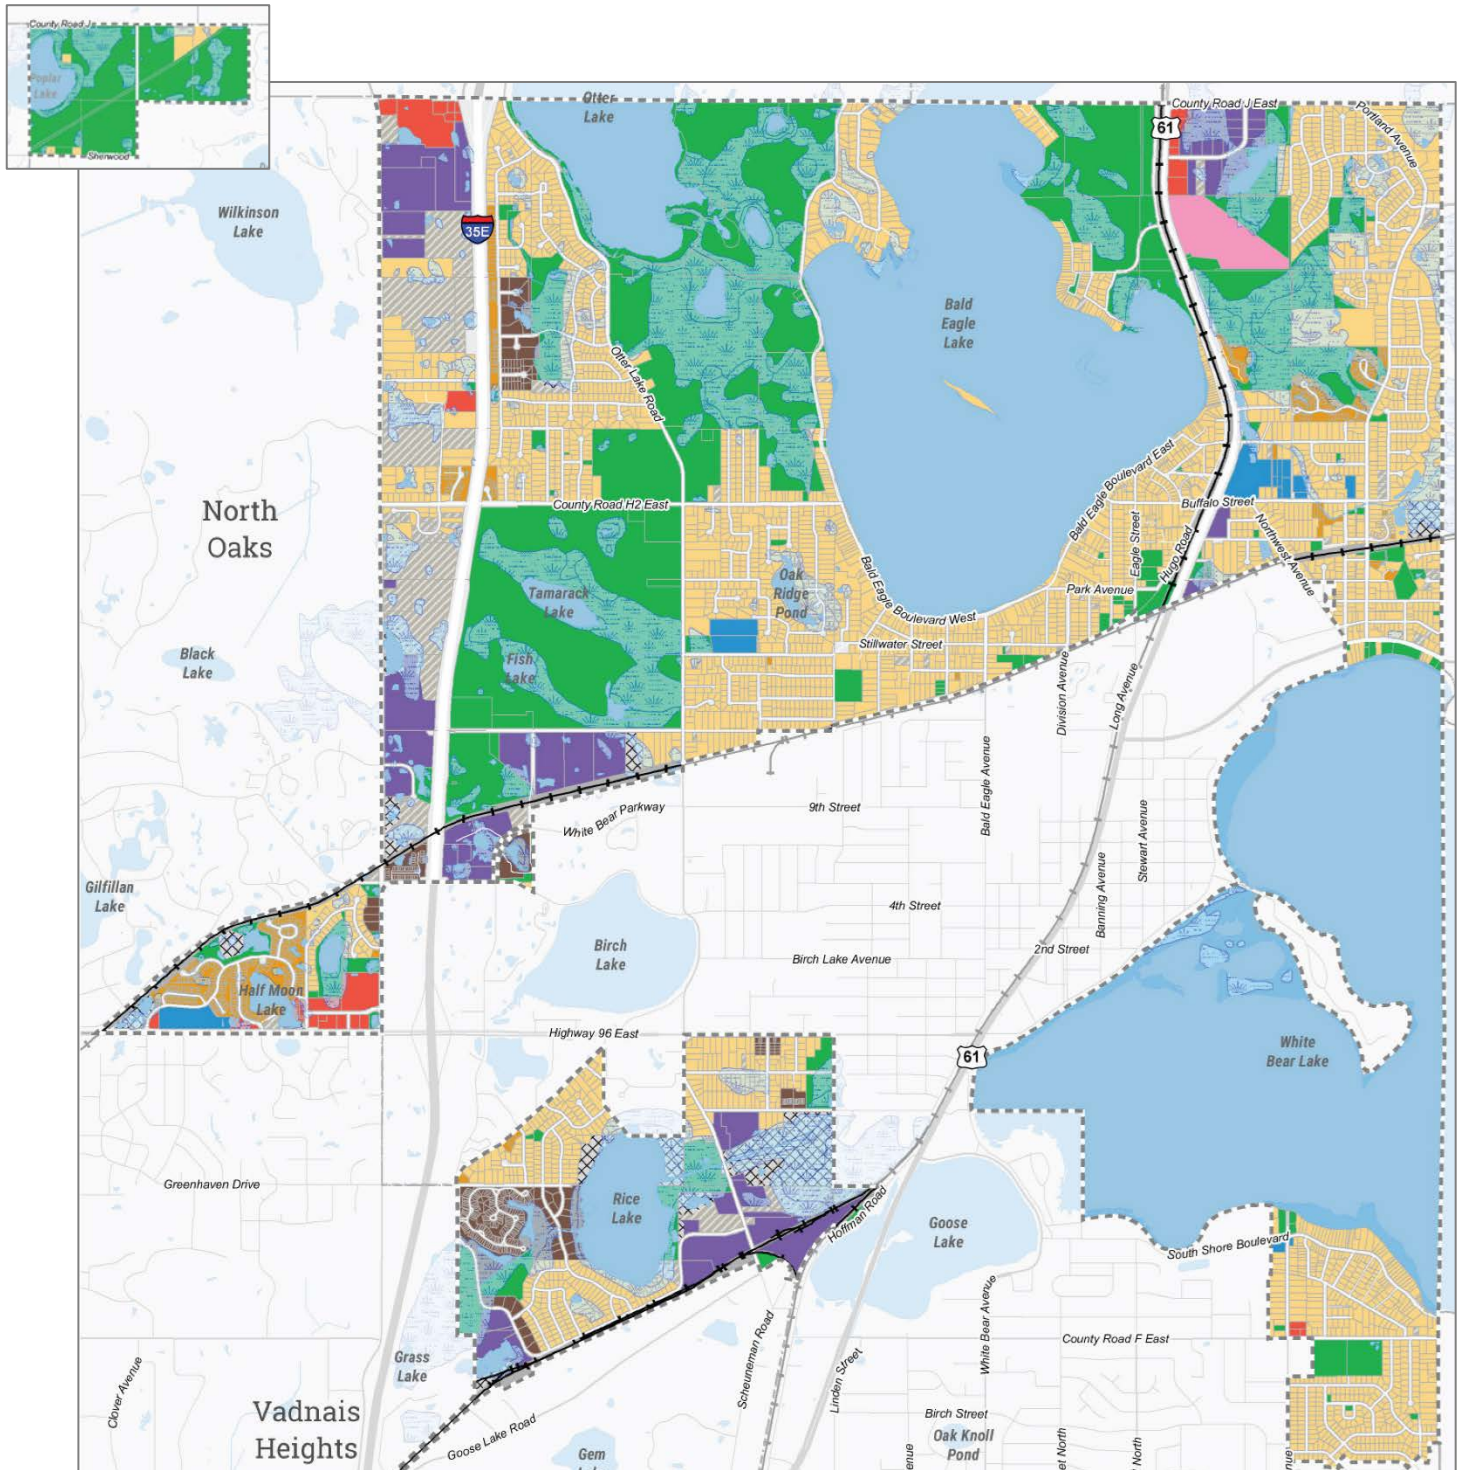 County Road J
Poplar
Lake
Sherwood
Otter
Lake
County Road J East
61
Portland Avenue
Wilkinson
Lake
35E
Bald
Eagle
Lake
Otter Lake Road
North
Oaks
County Road H2 East
Bald Eagle Boulevard East
Buffalo Street
Eagle Street
Hugo Road
Northwest Avenue
Oak
Ridge
Pond
Tamarack
Lake
Park Avenue
Bald Eagle Boulevard West
Stillwater Street
Black
Lake
Fish
Lake
Division Avenue
Long Avenue
Bald Eagle Avenue
White Bear Parkway
9th Street
Stewart Avenue
Gilfillan
Lake
4th Street
Banning Avenue
Birch
Lake
Birch Lake Avenue
2nd Street
Half Moon
Lake
Highway 96 East
61
White
Bear Lake
Greenhaven Drive
Rice
Lake
Hoffman Road
Goose
Lake
South Shore Boulevard
White Bear Avenue
County Road F East
Scheuneman Road
Linden Street
Grass
Lake
Clover Avenue
Vadnais
Heights
Goose Lake Road
Birch Street
Oak Knoll
Pond
Gem
enue
et North
North
nue